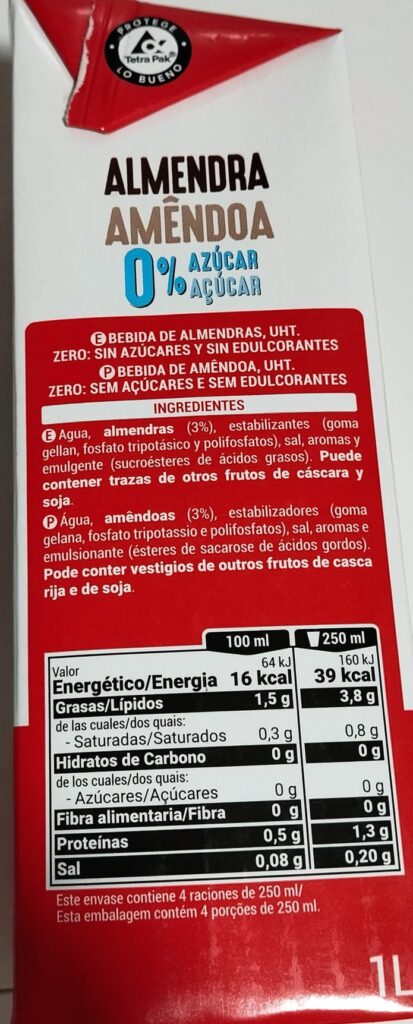 PROTEGE
Tetra Pak®
LO BUENO
ALMENDRA
AMÊNDOA
0% AZÚCAR
AÇÚCAR
E BEBIDA DE ALMENDRAS, UHT.
ZERO: SIN AZÚCARES Y SIN EDULCORANTES
P BEBIDA DE AMÊNDOA, UHT.
ZERO: SEM AÇÚCARES E SEM EDULCORANTES
INGREDIENTES
E Agua, almendras (3%), estabilizantes (goma
gellan, fosfato tripotásico y polifosfatos), sal, aromas y
emulgente (sucroésteres de ácidos grasos). Puede
contener trazas de otros frutos de cáscara y
soja.
P Água, amêndoas (3%), estabilizadores (goma
gelana, fosfato tripotassio e polifosfatos), sal, aromas e
emulsionante (ésteres de sacarose de ácidos gordos).
Pode conter vestigios de outros frutos de casca
rija e de soja.
100 ml 250 ml
Valor 64 kJ 160 kJ
Energético/Energia 16 kcal 39 kcal
Grasas/Lípidos 1,5 g 3,8 g
de las cuales/dos quais:
- Saturadas/Saturados 0,3 g 0,8 g
Hidratos de Carbono 0 g 0 g
de los cuales/dos quais:
- Azúcares/Açúcares 0 g 0 g
Fibra alimentaria/Fibra 0 g 0 g
Proteínas 0,5 g 1,3 g
Sal 0,08 g 0,20 g
Este envase contiene 4 raciones de 250 ml/
Esta embalagem contém 4 porções de 250 ml.
1L